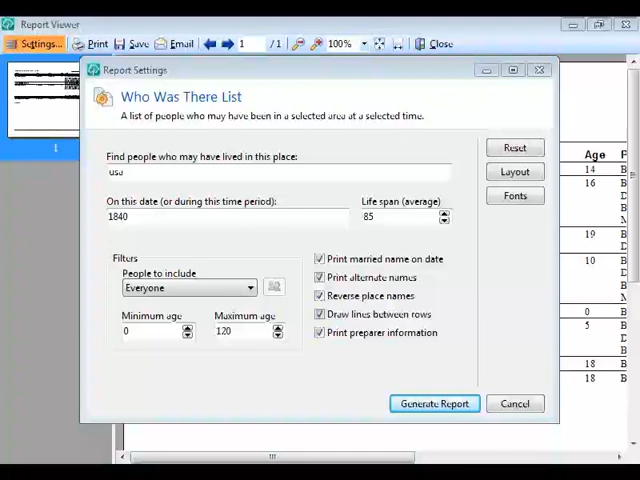 Report Viewer
Settings... Print Save Email 1 / 1 100% Close
Report Settings
Who Was There List
A list of people who may have been in a selected area at a selected time.
Find people who may have lived in this place:
usa
On this date (or during this time period): Life span (average)
1840 85
Filters
People to include
Everyone
Minimum age Maximum age
0 120
Print married name on date
Print alternate names
Reverse place names
Draw lines between rows
Print preparer information
Reset
Layout
Fonts
Generate Report Cancel
1
Age
14 B
16 B
D
B
M
19 B
10 B
D
B
M
0 B
5 B
D
B
18 B
18 B